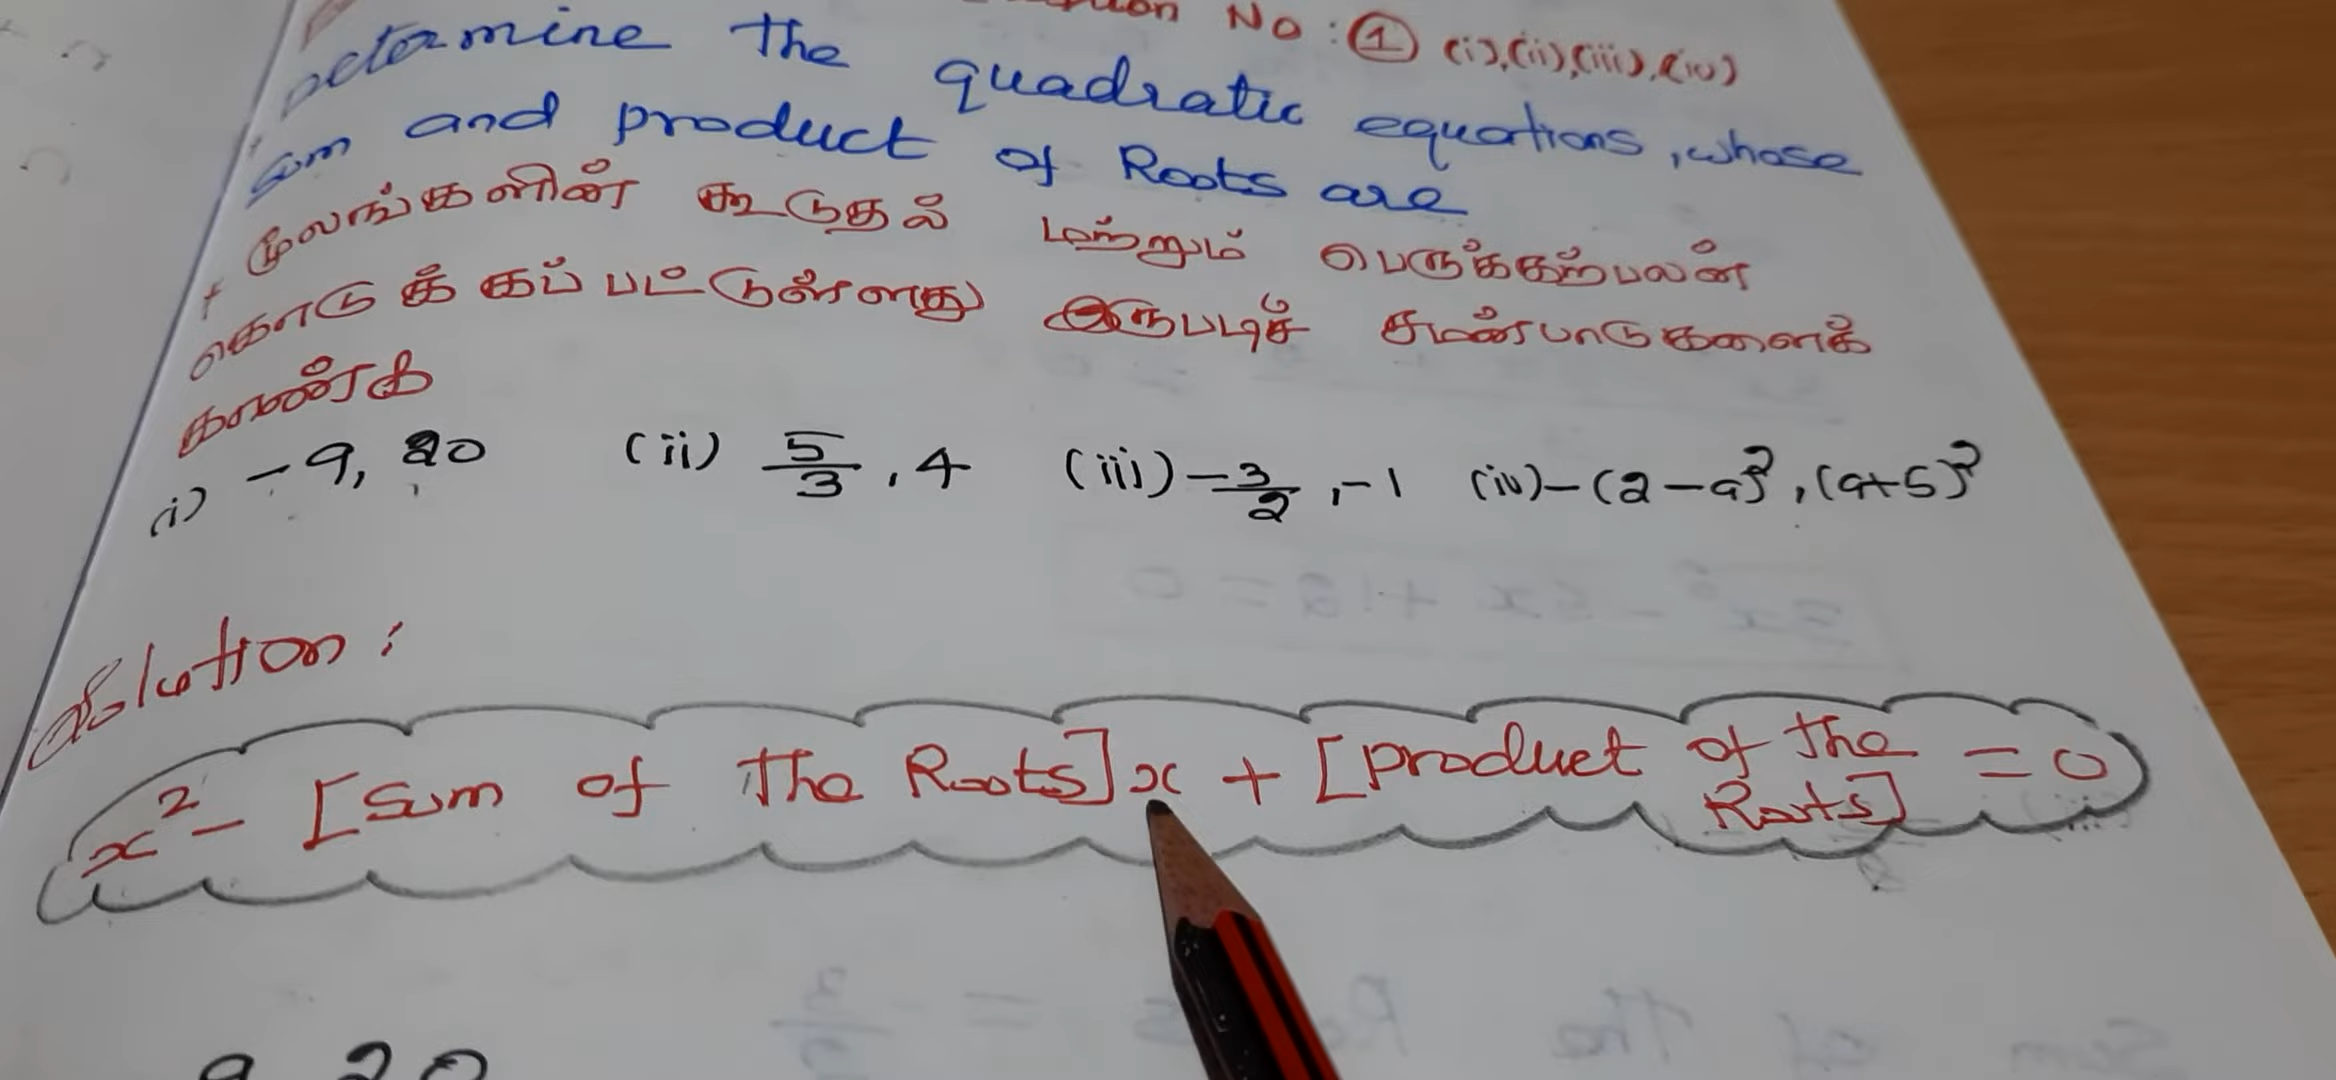 No : ① (i),(ii),(iii),(iv)
Determine the quadratic equations, whose
sum and product of Roots are
மூலங்களின் கூடுதல் மற்றும் பெருக்கற்பலன்
கொடுக்கப்பட்டுள்ளது இருபடிச் சமன்பாடுகளைக்
காண்க
(i) -9, 20 (ii) 5/3, 4 (iii) -3/2, -1 (iv) -(2-a)², (a+5)²
Solution:
x² - [Sum of The Roots]x + [product of the Roots] = 0
9, 20